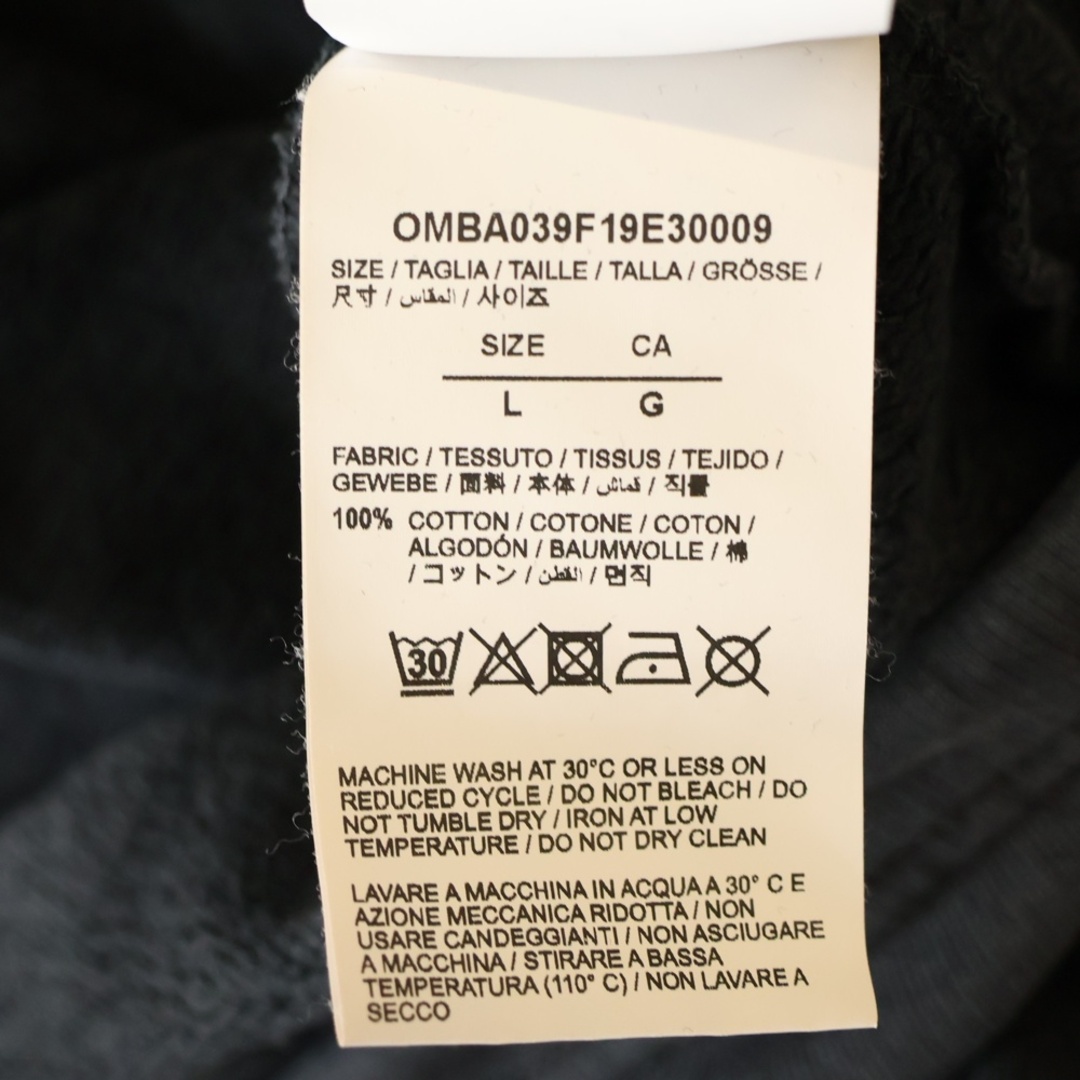 OMBA039F19E30009
SIZE / TAGLIA / TAILLE / TALLA / GRÖSSE /
尺寸 / المقاس / 사이즈
SIZE CA
L G
FABRIC / TESSUTO / TISSUS / TEJIDO /
GEWEBE / 面料 / 本体 / قماش / 직물
100% COTTON / COTONE / COTON /
ALGODÓN / BAUMWOLLE / 棉
/ コットン / القطن / 면직
30
MACHINE WASH AT 30°C OR LESS ON
REDUCED CYCLE / DO NOT BLEACH / DO
NOT TUMBLE DRY / IRON AT LOW
TEMPERATURE / DO NOT DRY CLEAN
LAVARE A MACCHINA IN ACQUA A 30° C E
AZIONE MECCANICA RIDOTTA / NON
USARE CANDEGGIANTI / NON ASCIUGARE
A MACCHINA / STIRARE A BASSA
TEMPERATURA (110° C) / NON LAVARE A
SECCO